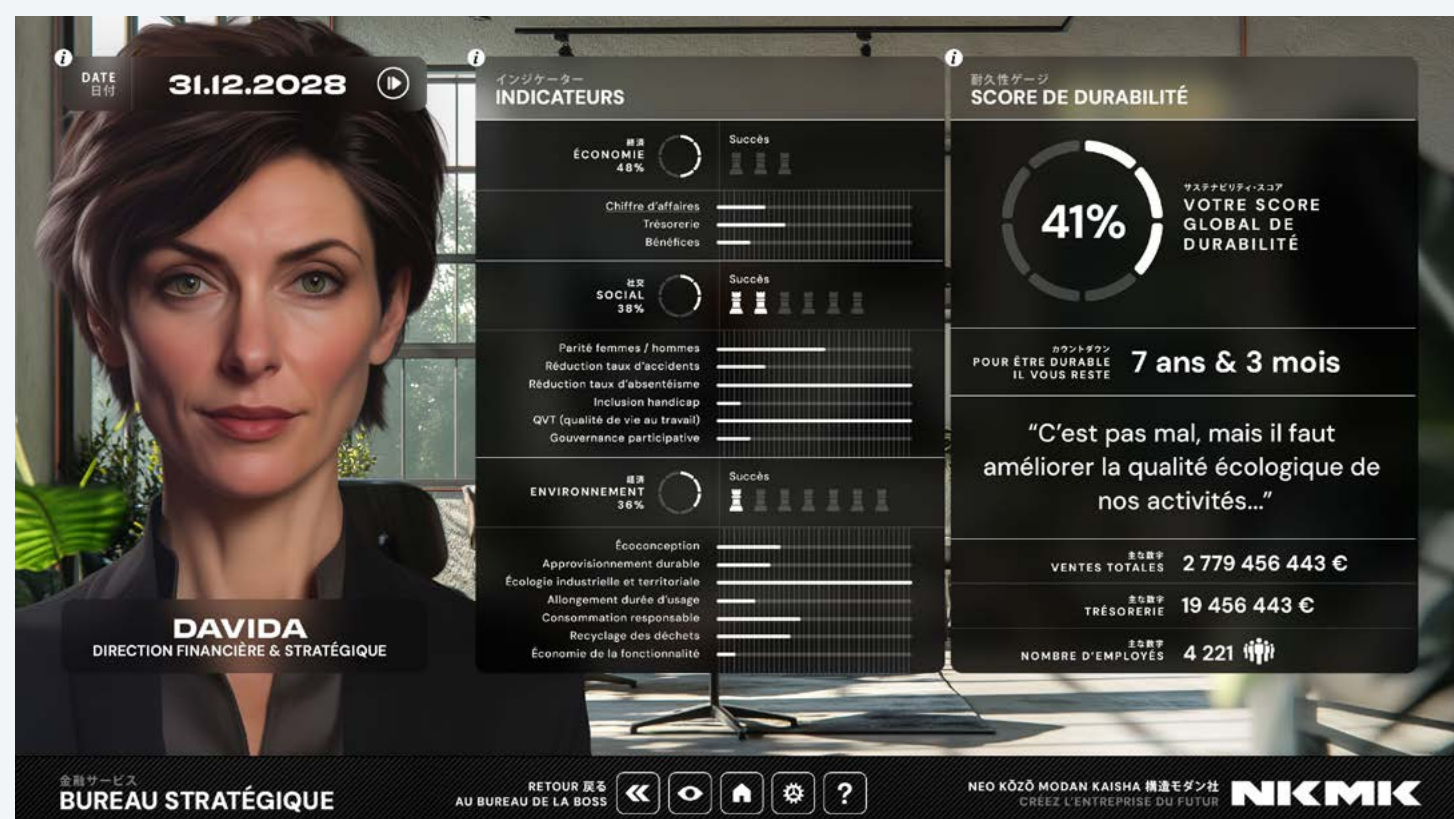 DATE
日付
31.12.2028
インジケーター
INDICATEURS
経済
ÉCONOMIE
48%
Succès
Chiffre d'affaires
Trésorerie
Bénéfices
社交
SOCIAL
38%
Succès
Parité femmes / hommes
Réduction taux d'accidents
Réduction taux d'absentéisme
Inclusion handicap
QVT (qualité de vie au travail)
Gouvernance participative
経済
ENVIRONNEMENT
36%
Succès
Écoconception
Approvisionnement durable
Écologie industrielle et territoriale
Allongement durée d'usage
Consommation responsable
Recyclage des déchets
Économie de la fonctionnalité
耐久性ゲージ
SCORE DE DURABILITÉ
41%
サステナビリティ・スコア
VOTRE SCORE
GLOBAL DE
DURABILITÉ
カウントダウン
POUR ÊTRE DURABLE
IL VOUS RESTE
7 ans & 3 mois
“C'est pas mal, mais il faut
améliorer la qualité écologique de
nos activités...”
主な数字
VENTES TOTALES
2 779 456 443 €
主な数字
TRÉSORERIE
19 456 443 €
主な数字
NOMBRE D'EMPLOYÉS
4 221
DAVIDA
DIRECTION FINANCIÈRE & STRATÉGIQUE
金融サービス
BUREAU STRATÉGIQUE
RETOUR 戻る
AU BUREAU DE LA BOSS
?
NEO KŌZŌ MODAN KAISHA 構造モダン社
CRÉEZ L'ENTREPRISE DU FUTUR
NKMK